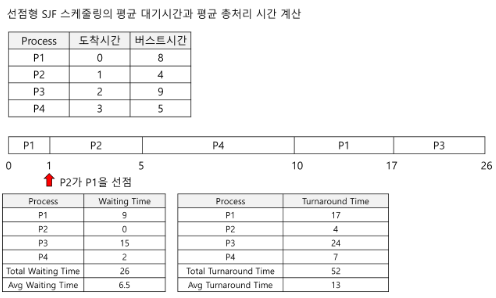 선점형 SJF 스케줄링의 평균 대기시간과 평균 총처리 시간 계산
Process 도착시간 버스트시간
P1 0 8
P2 1 4
P3 2 9
P4 3 5
P1 P2 P4 P1 P3
0 1 5 10 17 26
P2가 P1을 선점
Process Waiting Time
P1 9
P2 0
P3 15
P4 2
Total Waiting Time 26
Avg Waiting Time 6.5
Process Turnaround Time
P1 17
P2 4
P3 24
P4 7
Total Turnaround Time 52
Avg Turnaround Time 13